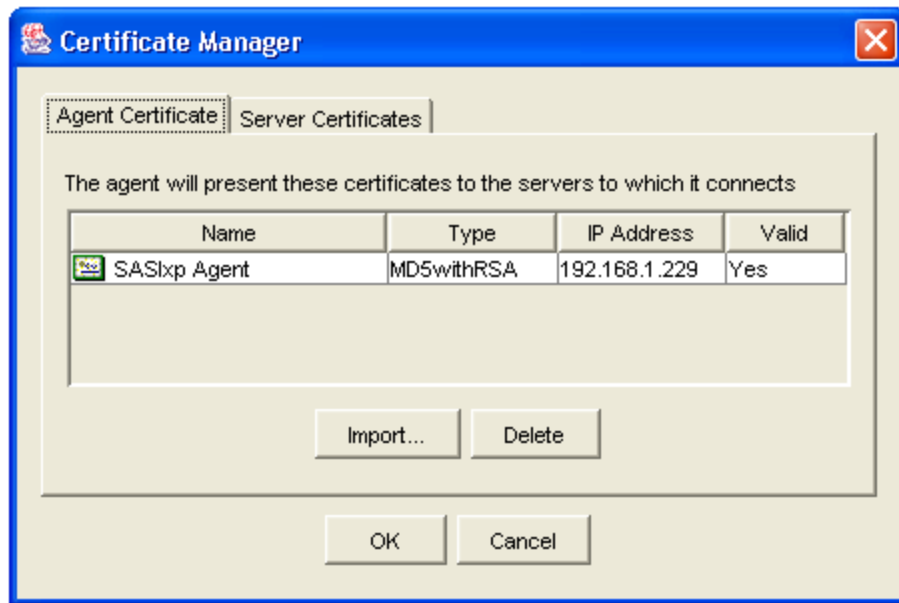 Certificate Manager
Agent Certificate Server Certificates
The agent will present these certificates to the servers to which it connects
Name Type IP Address Valid
SASIxp Agent MD5withRSA 192.168.1.229 Yes
Import... Delete
OK Cancel